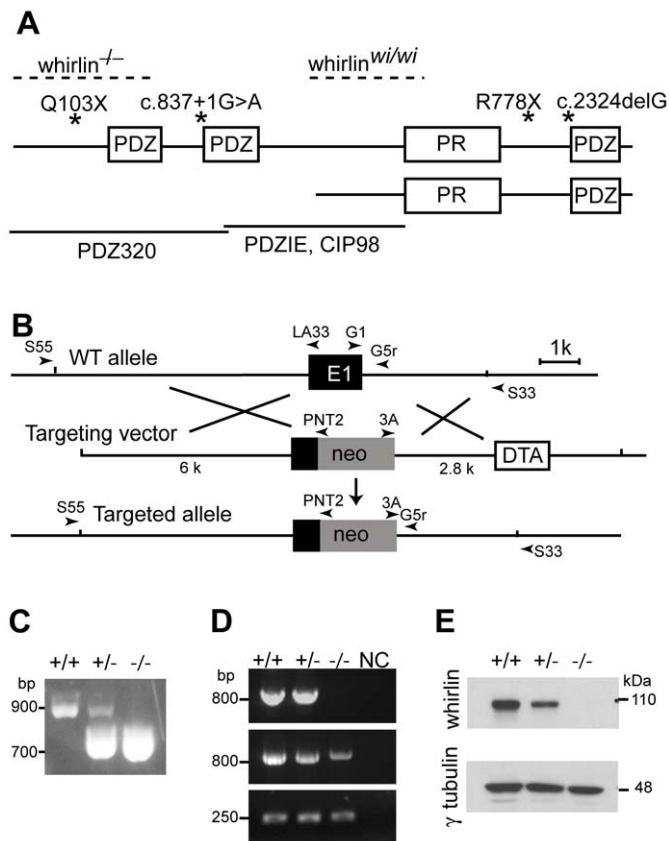 A
whirlin-/- whirlin wi/wi
Q103X c.837+1G>A R778X c.2324delG
* * * *
PDZ PDZ PR PDZ
PR PDZ
PDZ320 PDZIE, CIP98
B
LA33 G1
S55 WT allele E1 G5r 1k
S33
Targeting vector PNT2 3A
neo DTA
6 k 2.8 k
S55 Targeted allele PNT2 3A G5r
neo S33
C D E
+/+ +/- -/-
bp
900
700
+/+ +/- -/- NC
bp
800
800
250
+/+ +/- -/- kDa
whirlin 110
γ tubulin 48